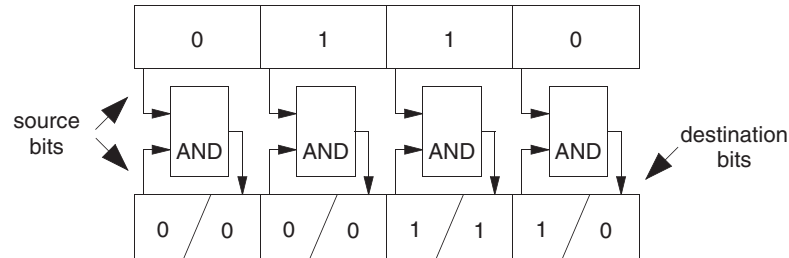 0 1 1 0
source bits
AND AND AND AND
destination bits
0 / 0 0 / 0 1 / 1 1 / 0